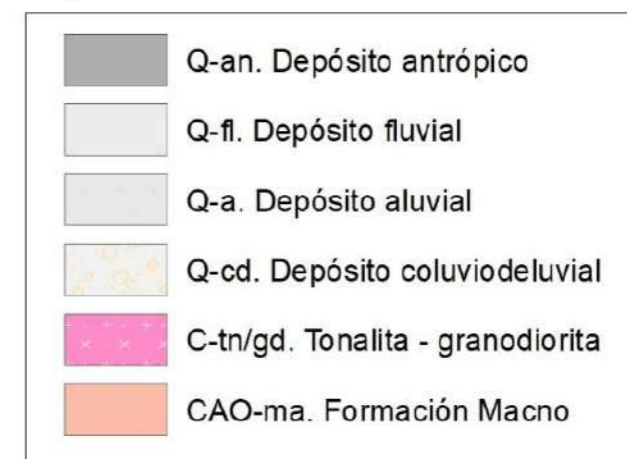 Q-an. Depósito antrópico
Q-fl. Depósito fluvial
Q-a. Depósito aluvial
Q-cd. Depósito coluviodeluvial
C-tn/gd. Tonalita - granodiorita
CAO-ma. Formación Macno